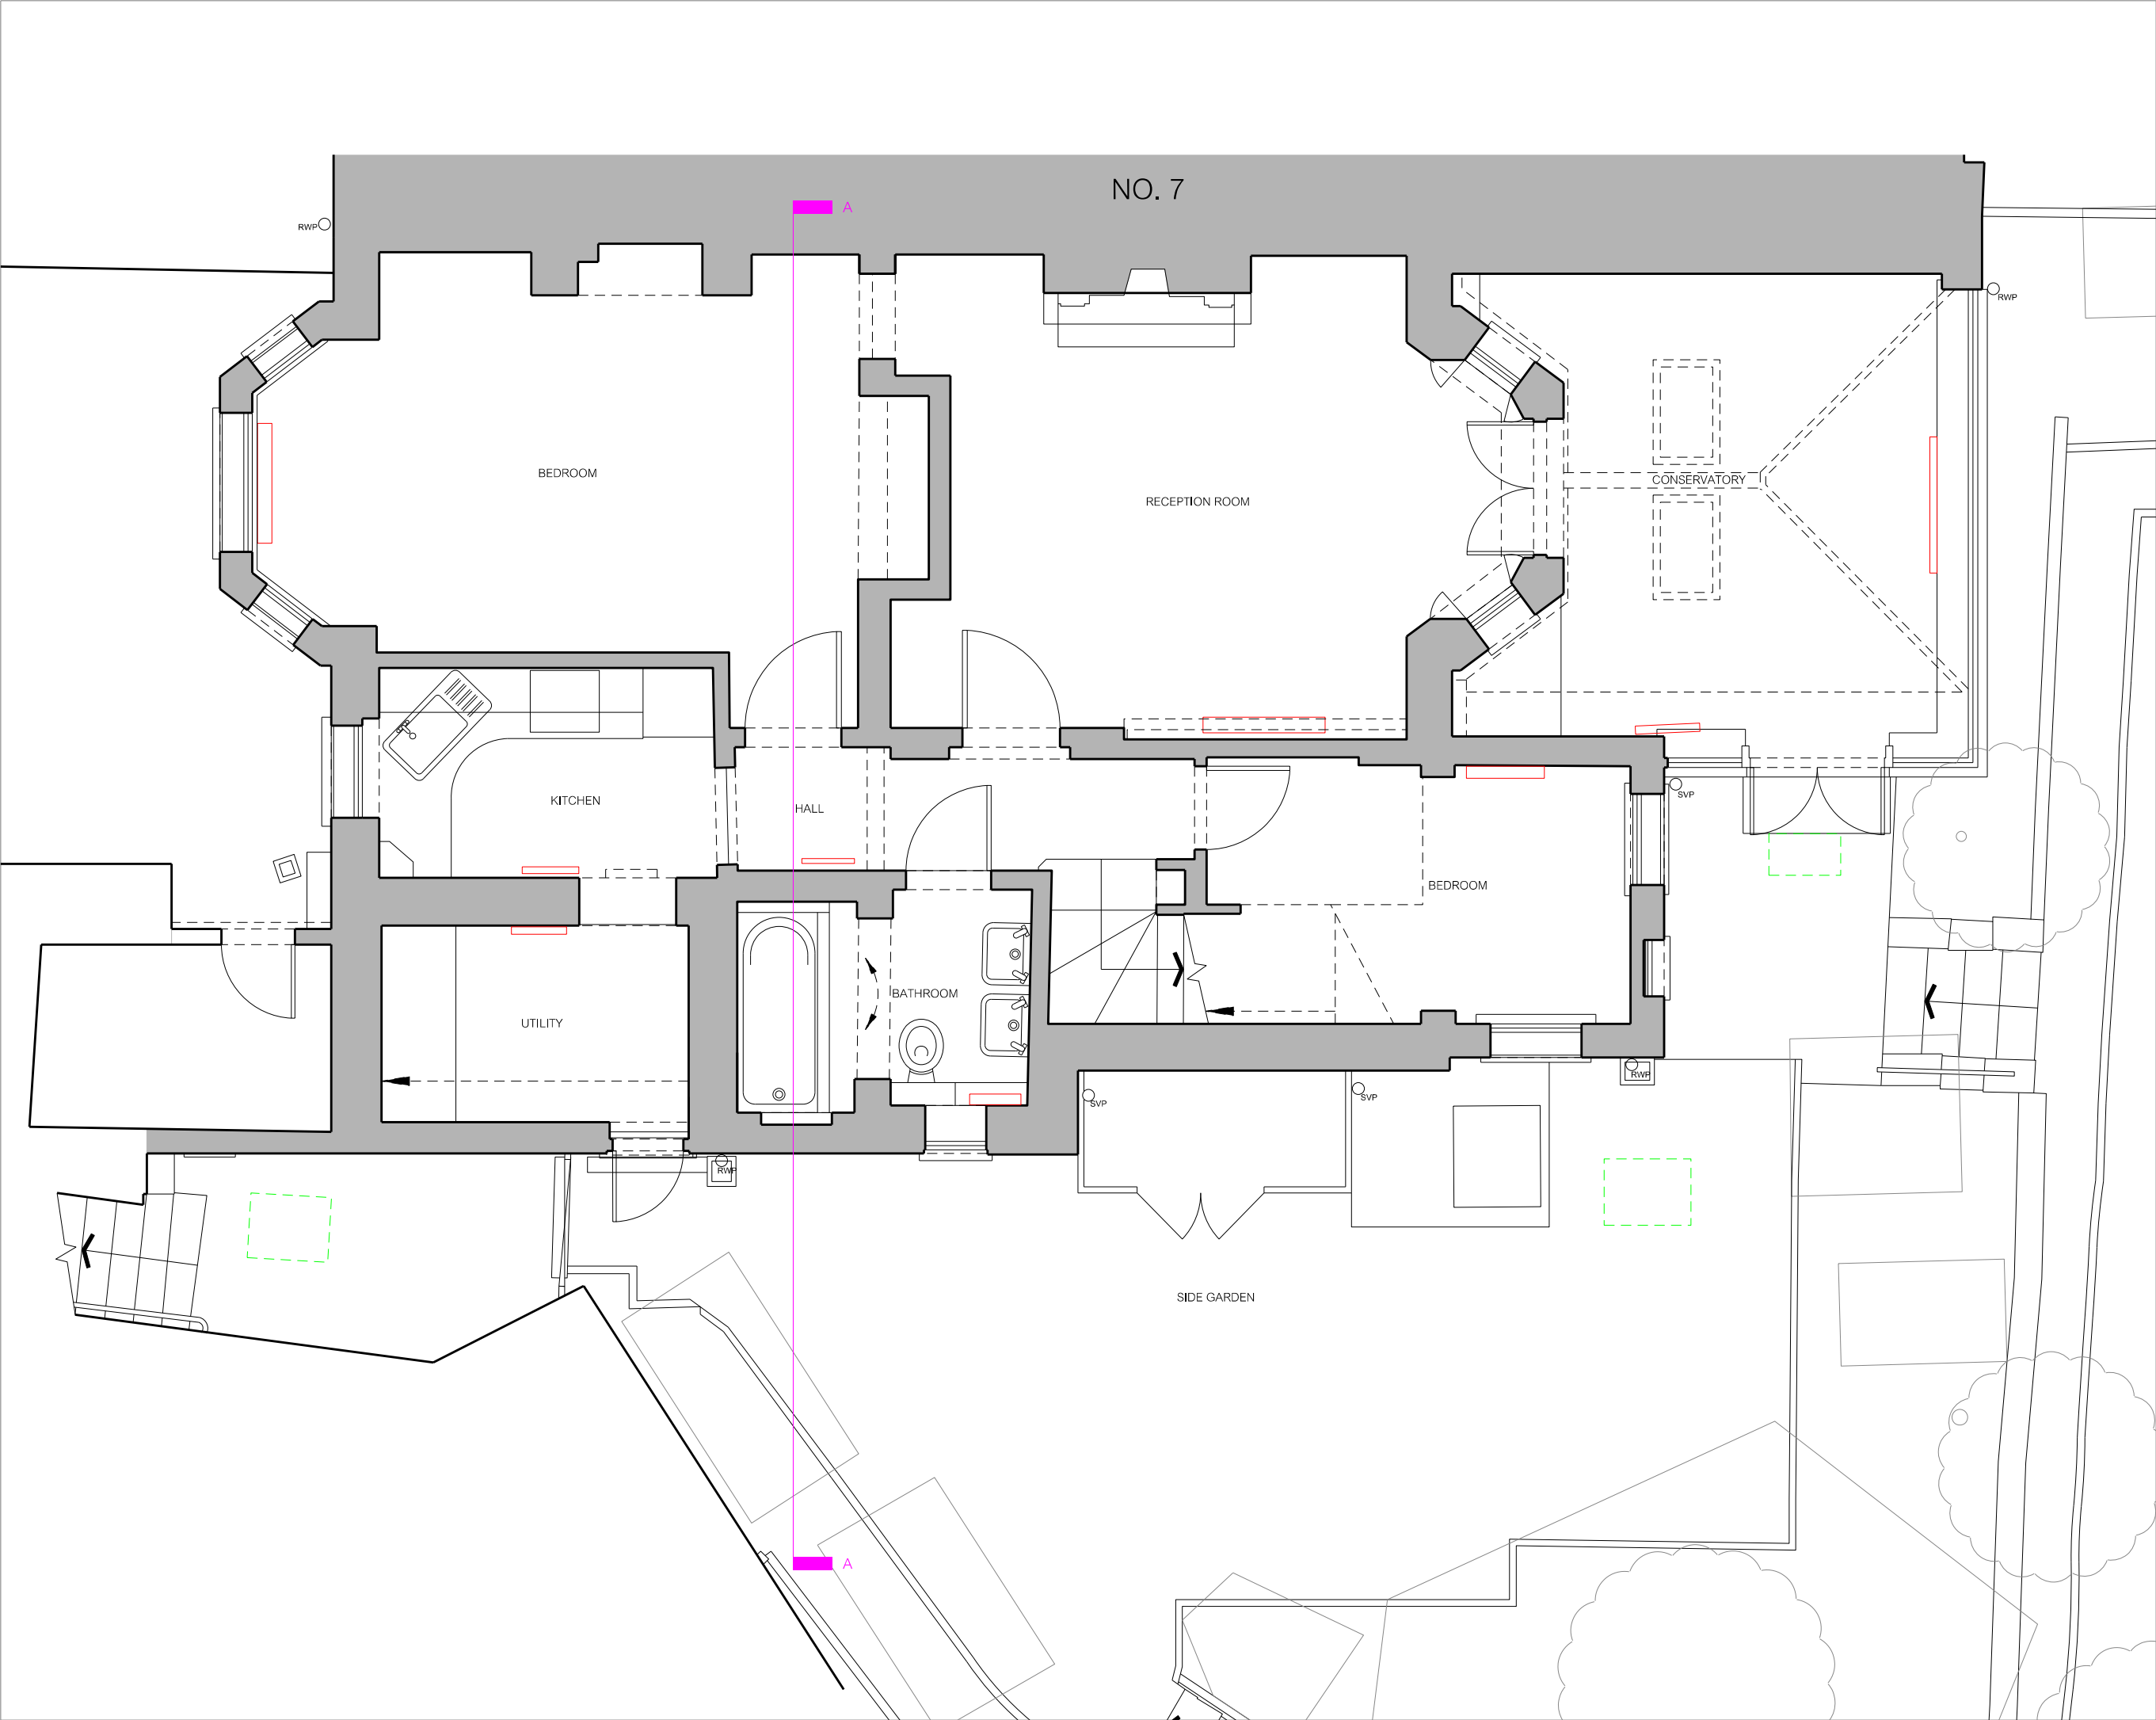 NO. 7
A
RWP
RWP
BEDROOM
CONSERVATORY
RECEPTION ROOM
SVP
KITCHEN
HALL
BEDROOM
BATHROOM
UTILITY
RWP
SVP
SVP
RWP
SIDE GARDEN
A